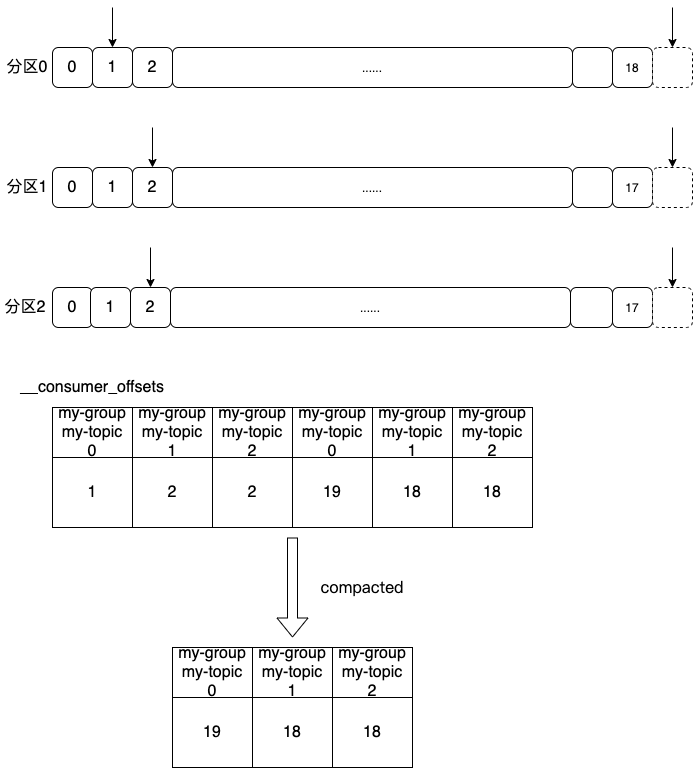 分区0 0 1 2 ...... 18
分区1 0 1 2 ...... 17
分区2 0 1 2 ...... 17
__consumer_offsets
my-group my-group my-group my-group my-group my-group
my-topic my-topic my-topic my-topic my-topic my-topic
0 1 2 0 1 2
1 2 2 19 18 18
compacted
my-group my-group my-group
my-topic my-topic my-topic
0 1 2
19 18 18